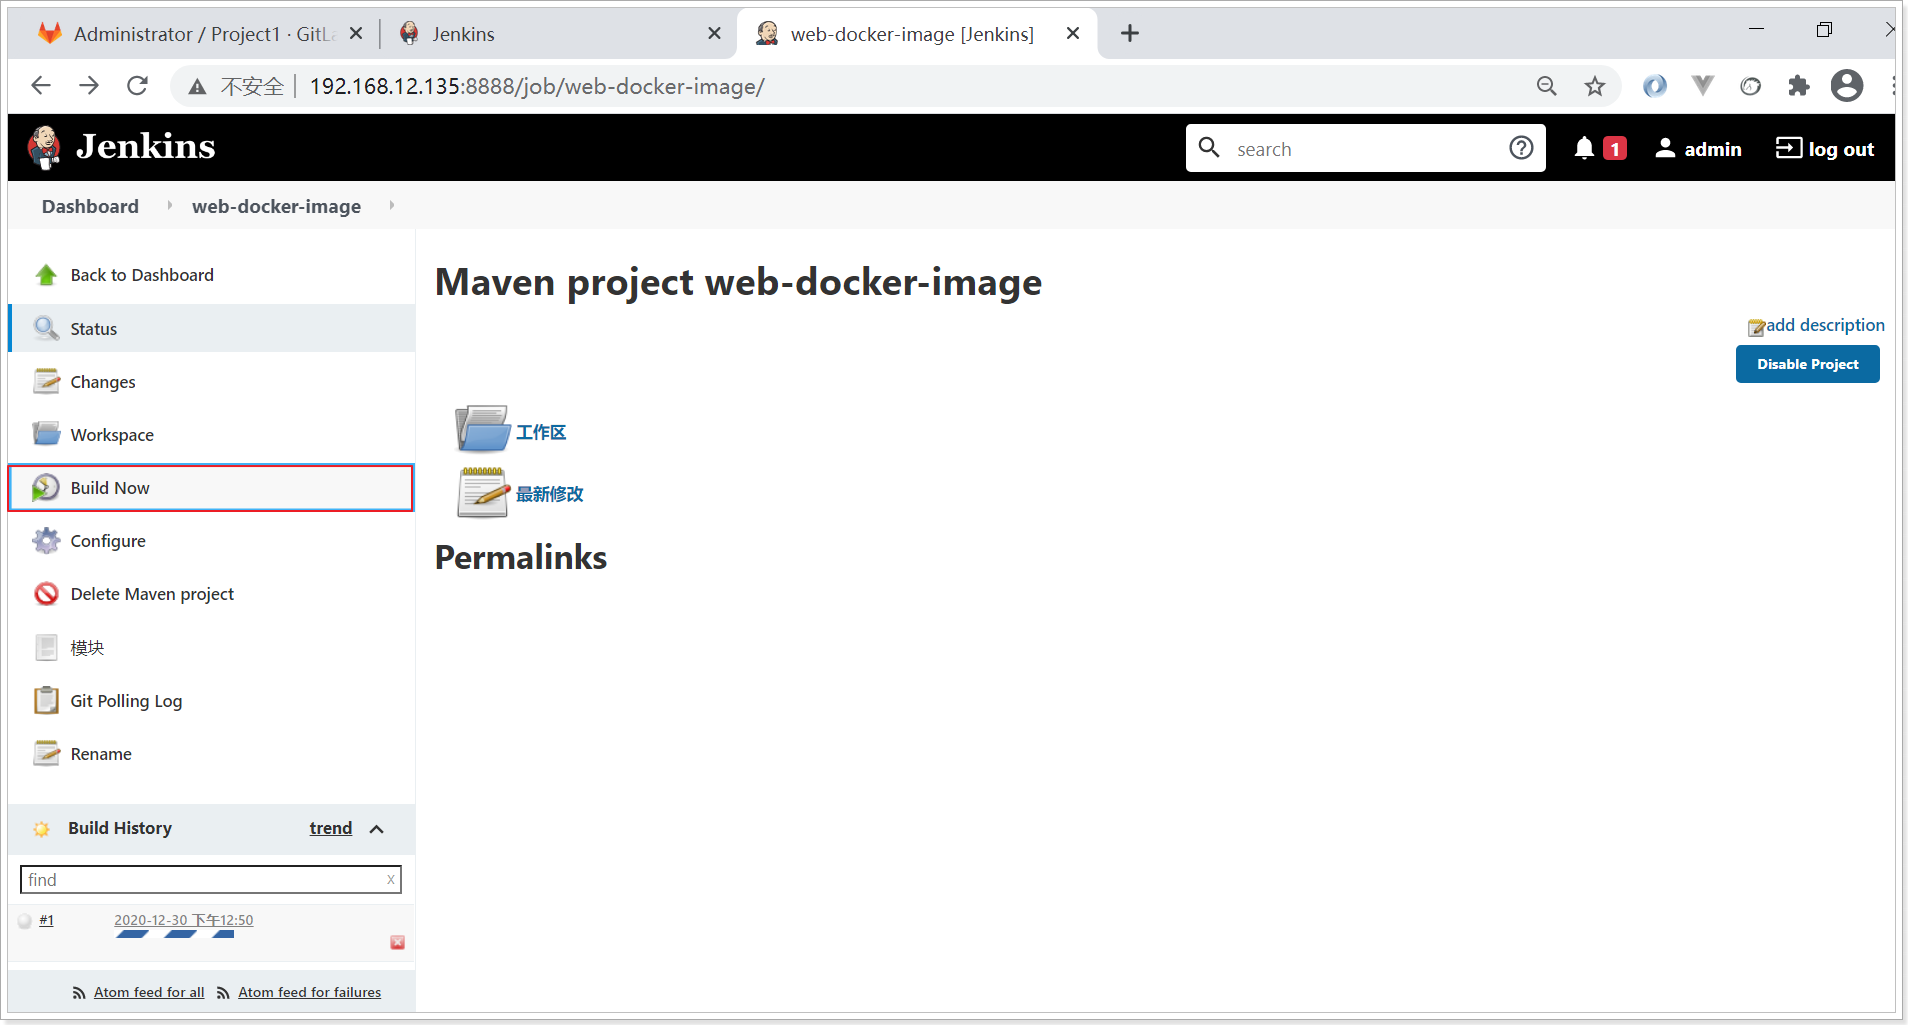 Administrator / Project1 · GitLa
Jenkins
web-docker-image [Jenkins]
不安全 192.168.12.135:8888/job/web-docker-image/
Jenkins
search
1
admin
log out
Dashboard
web-docker-image
Back to Dashboard
Status
Changes
Workspace
Build Now
Configure
Delete Maven project
模块
Git Polling Log
Rename
Build History
trend
find
x
#1
2020-12-30 下午12:50
Atom feed for all
Atom feed for failures
Maven project web-docker-image
add description
Disable Project
工作区
最新修改
Permalinks